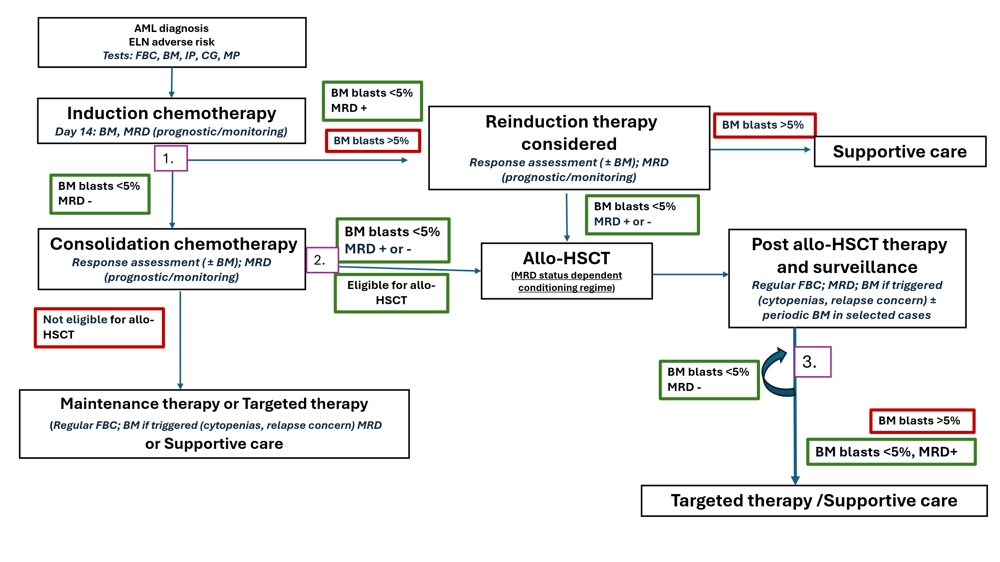 AML diagnosis
ELN adverse risk
Tests: FBC, BM, IP, CG, MP
Induction chemotherapy
Day 14: BM, MRD (prognostic/monitoring)
1.
BM blasts <5%
MRD +
BM blasts >5%
Reinduction therapy
considered
Response assessment (± BM); MRD
(prognostic/monitoring)
BM blasts >5%
Supportive care
BM blasts <5%
MRD -
BM blasts <5%
MRD + or -
Consolidation chemotherapy
Response assessment (± BM); MRD
(prognostic/monitoring)
2.
BM blasts <5%
MRD + or -
Eligible for allo-
HSCT
Allo-HSCT
(MRD status dependent
conditioning regime)
Post allo-HSCT therapy
and surveillance
Regular FBC; MRD; BM if triggered
(cytopenias, relapse concern) ±
periodic BM in selected cases
Not eligible for allo-
HSCT
3.
BM blasts <5%
MRD -
Maintenance therapy or Targeted therapy
(Regular FBC; BM if triggered (cytopenias, relapse concern) MRD
or Supportive care
BM blasts >5%
BM blasts <5%, MRD+
Targeted therapy /Supportive care